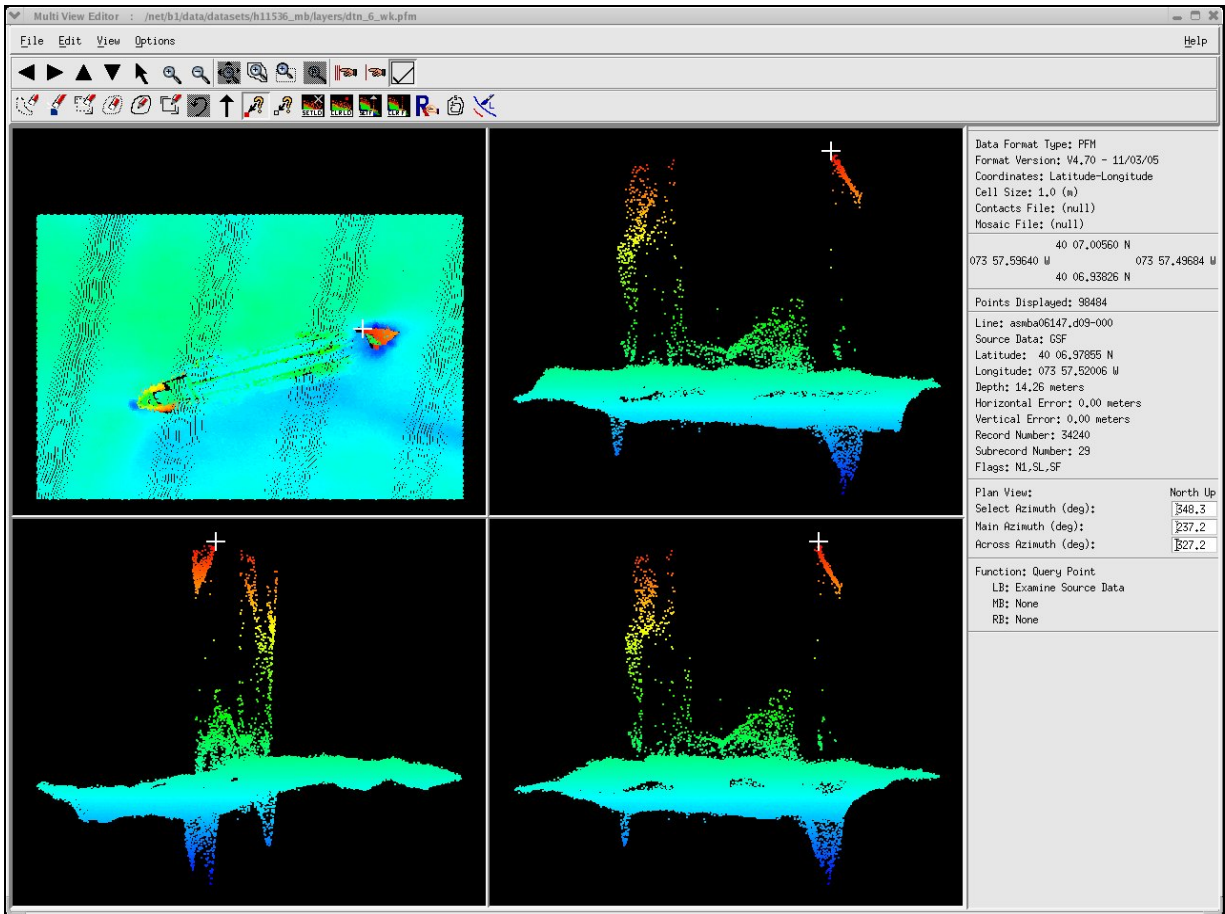 Multi View Editor : /net/b1/data/datasets/h11536_mb/layers/dtn_6_wk.pfm
File Edit View Options Help
SETLD CLRLD SETF CLR F R
Data Format Type: PFM
Format Version: V4.70 - 11/03/05
Coordinates: Latitude-Longitude
Cell Size: 1.0 (m)
Contacts File: (null)
Mosaic File: (null)
40 07.00560 N
073 57.59640 W 073 57.49684 W
40 06.93826 N
Points Displayed: 98484
Line: asmba06147.d09-000
Source Data: GSF
Latitude: 40 06.97855 N
Longitude: 073 57.52006 W
Depth: 14.26 meters
Horizontal Error: 0.00 meters
Vertical Error: 0.00 meters
Record Number: 34240
Subrecord Number: 29
Flags: N1,SL,SF
Plan View: North Up
Select Azimuth (deg): 348.3
Main Azimuth (deg): 237.2
Across Azimuth (deg): 327.2
Function: Query Point
LB: Examine Source Data
MB: None
RB: None